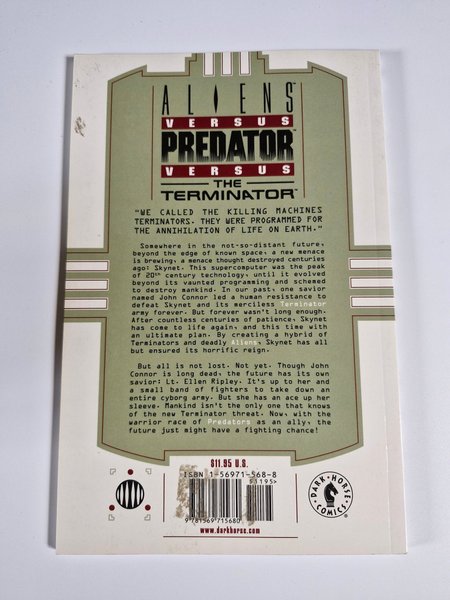 ALIENS™
VERSUS
PREDATOR™
VERSUS
THE
TERMINATOR™
"WE CALLED THE KILLING MACHINES
TERMINATORS. THEY WERE PROGRAMMED FOR
THE ANNIHILATION OF LIFE ON EARTH."
Somewhere in the not-so-distant future,
beyond the edge of known space, a new menace
is brewing, a menace thought destroyed centuries
ago: Skynet. This supercomputer was the peak
of 20th century technology, until it evolved
beyond its vaunted programming and schemed
to destroy mankind. In our past, one savior
named John Connor led a human resistance to
defeat Skynet and its merciless Terminator
army forever. But forever wasn't long enough.
After countless centuries of patience, Skynet
has come to life again, and this time with
an ultimate plan. By creating a hybrid of
Terminators and deadly Aliens, Skynet has all
but ensured its horrific reign.
But all is not lost. Not yet. Though John
Connor is long dead, the future has its own
savior: Lt. Ellen Ripley. It's up to her and
a small band of fighters to take down an
entire cyborg army. But she has an ace up her
sleeve. Mankind isn't the only one that knows
of the new Terminator threat. Now, with the
warrior race of Predators as an ally, the
future just might have a fighting chance!
$11.95 U.S.
ISBN 1-56971-568-8
51195>
9 781569 715680
www.darkhorse.com
DARK HORSE
COMICS